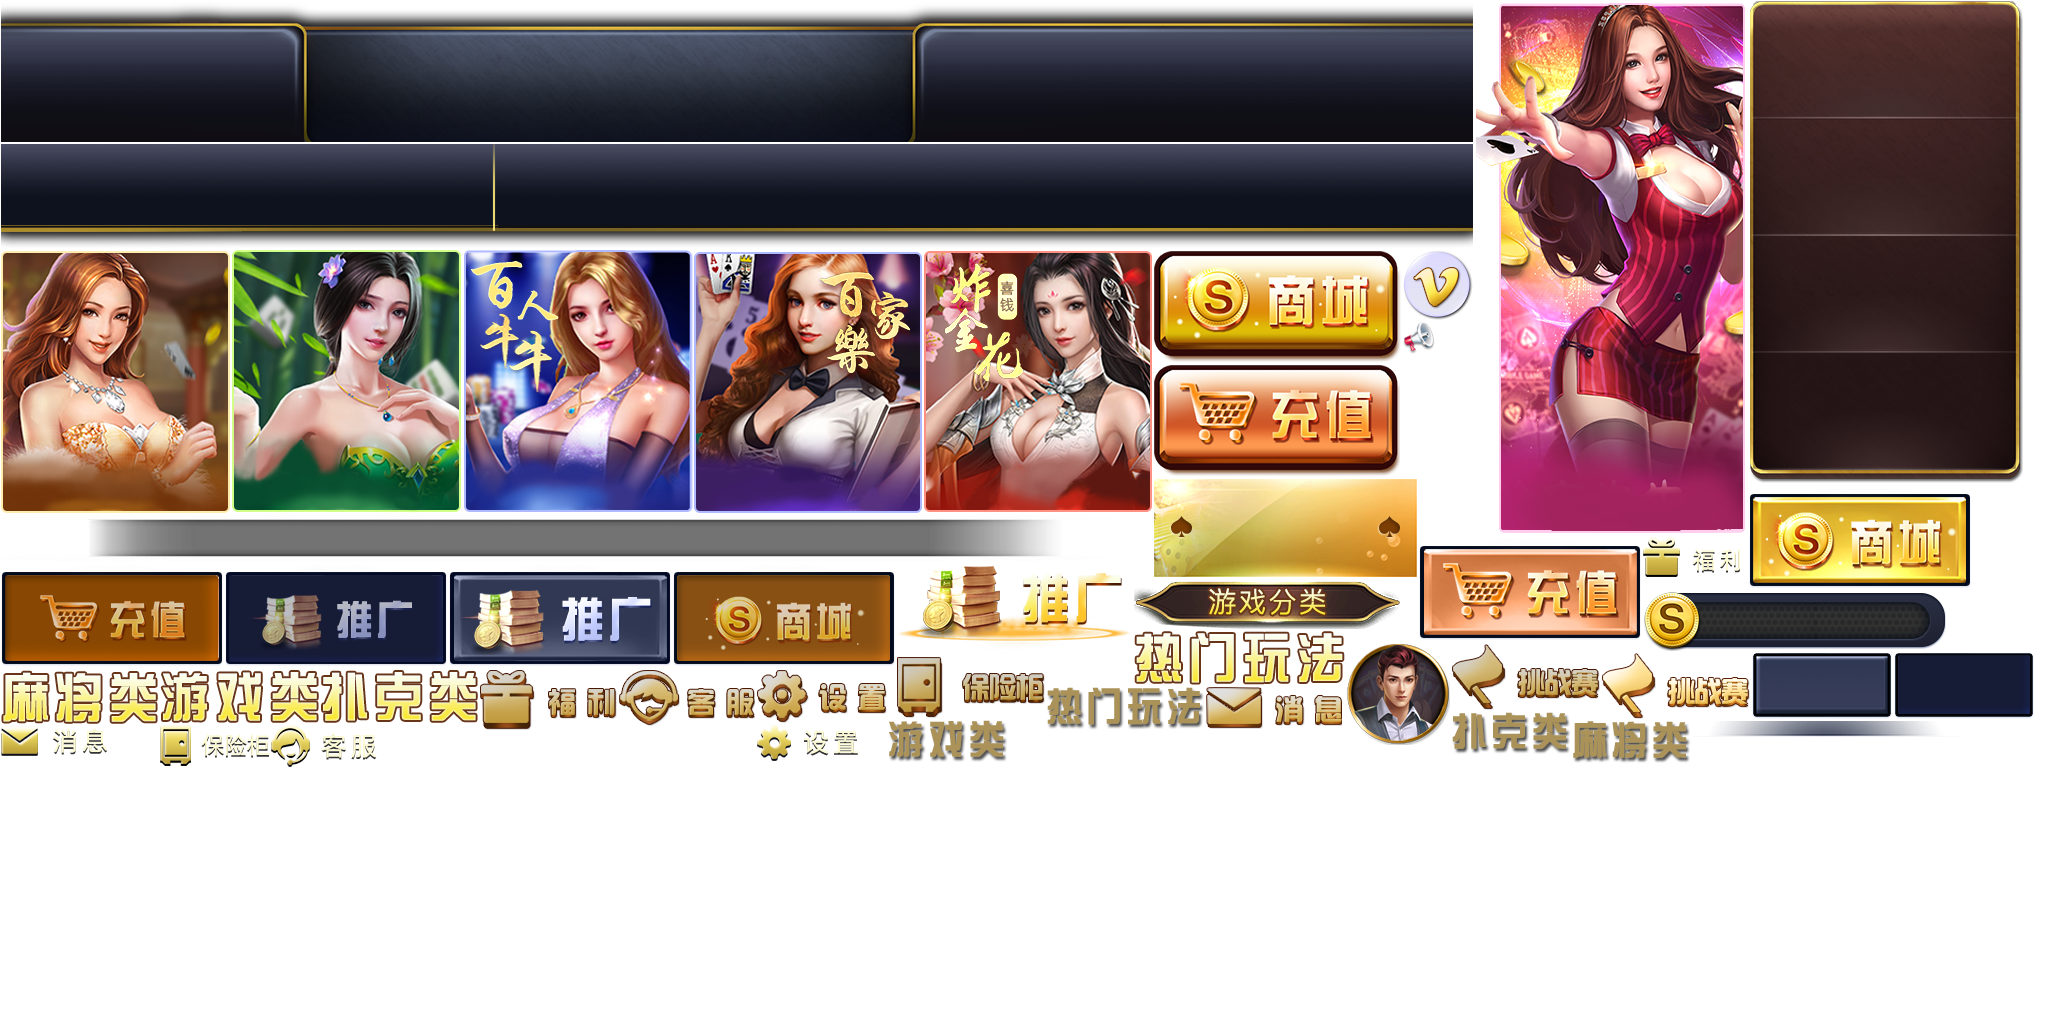 百人牛牛
百家樂
炸金花
喜钱
商城
充值
商城
充值
福利
充值
推广
推广
商城
推广
游戏分类
热门玩法
麻将类
游戏类
扑克类
福利
客服
设置
保险柜
热门玩法
消息
挑战赛
挑战赛
消息
保险柜
客服
设置
游戏类
扑克类
麻将类